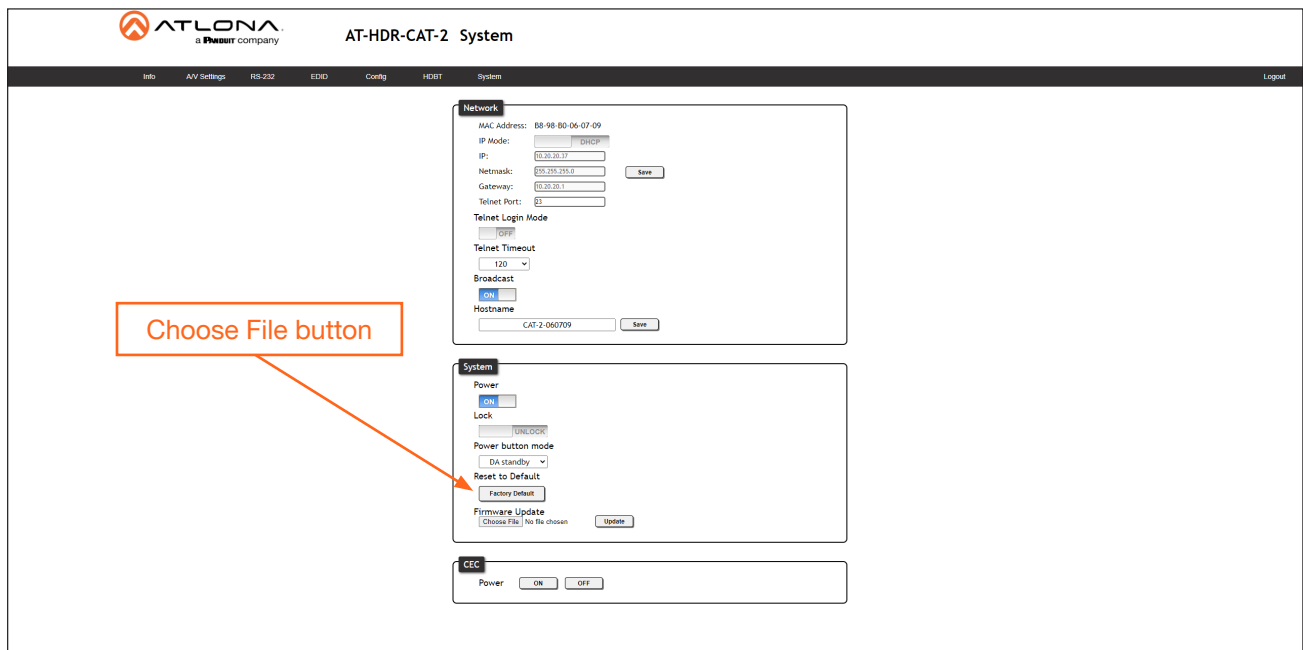 ATLONA.
a PANDUIT company
AT-HDR-CAT-2 System
Info A/V Settings RS-232 EDID Config HDBT System Logout
Network
MAC Address: B8-98-B0-06-07-09
IP Mode: DHCP
IP: 10.20.20.37
Netmask: 255.255.255.0 Save
Gateway: 10.20.20.1
Telnet Port: 23
Telnet Login Mode
OFF
Telnet Timeout
120
Broadcast
ON
Hostname
CAT-2-060709 Save
Choose File button
System
Power
ON
Lock
UNLOCK
Power button mode
DA standby
Reset to Default
Factory Default
Firmware Update
Choose File No file chosen Update
CEC
Power ON OFF